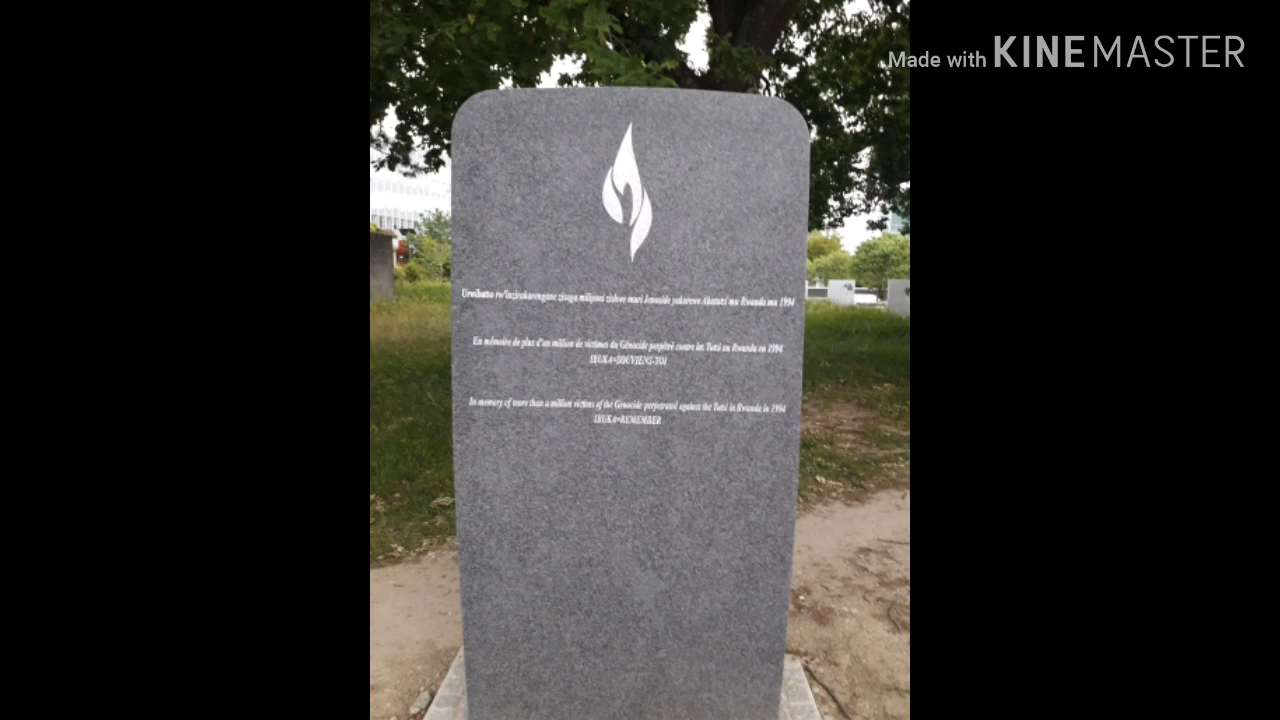 Made with KINEMASTER
Urwibutso rw'inzirakarengane zisaga miliyoni zishwe muri Jenoside yakorewe Abatutsi mu Rwanda mu 1994
En mémoire de plus d'un million de victimes du Génocide perpétré contre les Tutsi au Rwanda en 1994
IBUKA=SOUVIENS-TOI
In memory of more than a million victims of the Genocide perpetrated against the Tutsi in Rwanda in 1994
IBUKA=REMEMBER